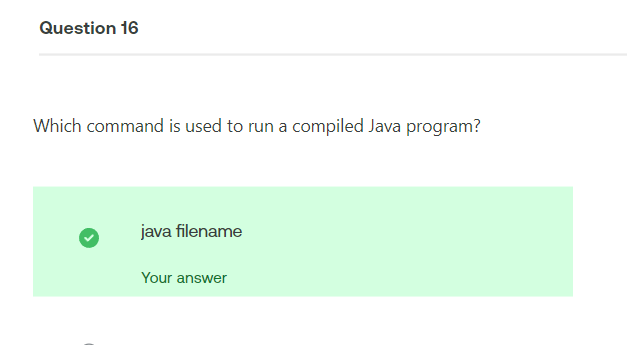 Question 16
Which command is used to run a compiled Java program?
java filename
Your answer